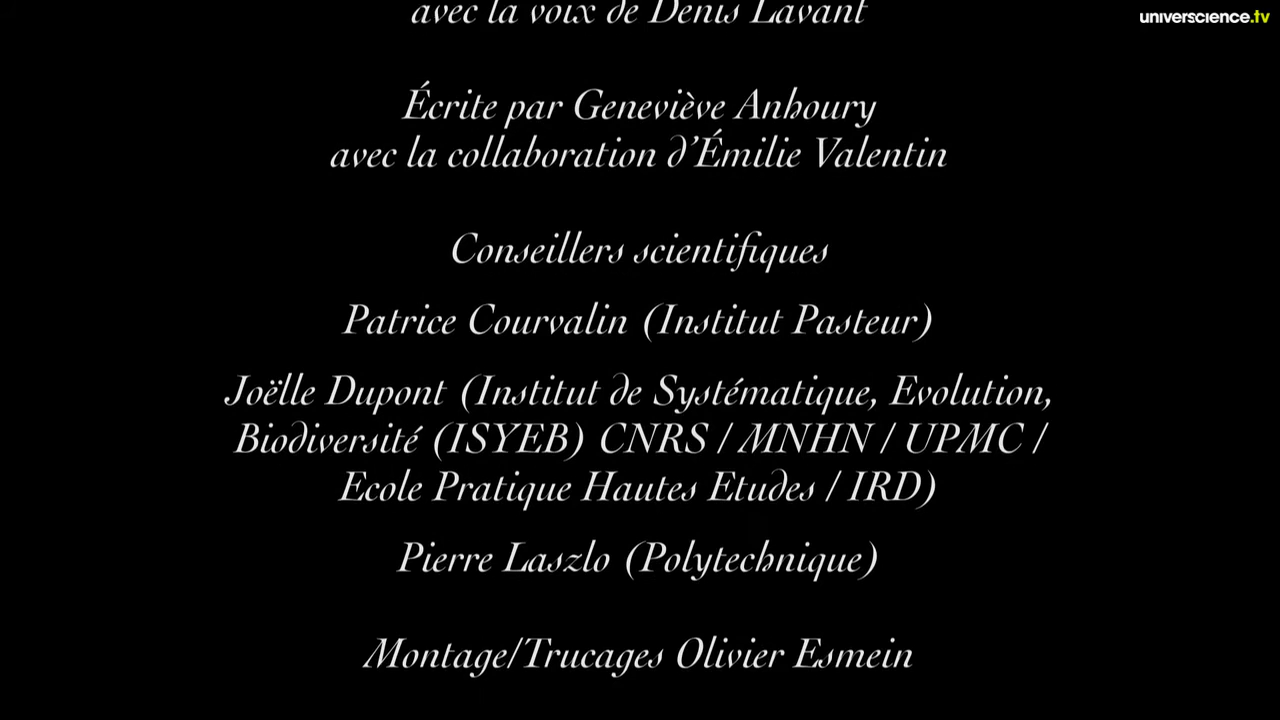 avec la voix de Denis Lavant
universcience.tv
Écrite par Geneviève Anhoury
avec la collaboration d'Émilie Valentin
Conseillers scientifiques
Patrice Courvalin (Institut Pasteur)
Joëlle Dupont (Institut de Systématique, Evolution,
Biodiversité (ISYEB) CNRS / MNHN / UPMC /
Ecole Pratique Hautes Etudes / IRD)
Pierre Laszlo (Polytechnique)
Montage/Trucages Olivier Esmein